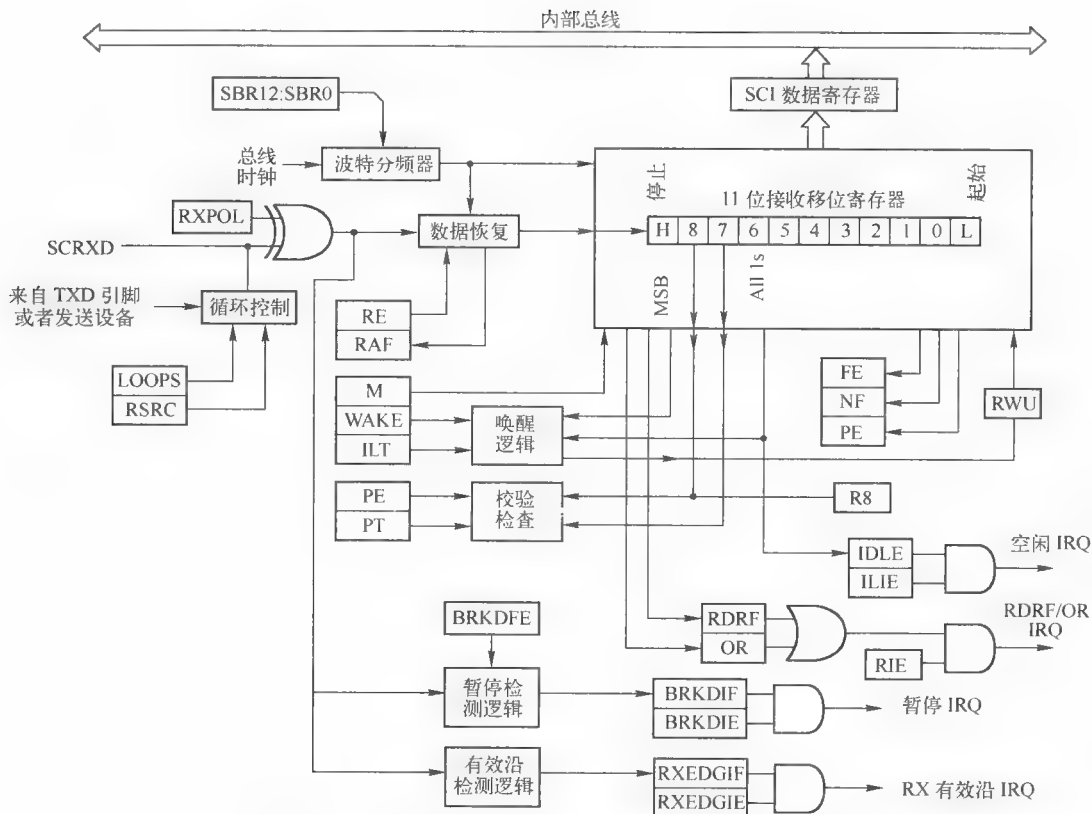 内部总线
SBR12:SBR0
SCI 数据寄存器
总线
时钟
波特分频器
停止
起始
11 位接收移位寄存器
RXPOL
数据恢复
H 8 7 6 5 4 3 2 1 0 L
SCRXD
MSB
All 1s
来自 TXD 引脚
或者发送设备
循环控制
RE
RAF
LOOPS
RSRC
M
WAKE
ILT
唤醒
逻辑
FE
NF
PE
RWU
PE
PT
校验
检查
R8
IDLE
ILIE
空闲 IRQ
BRKDFE
RDRF
OR
RIE
RDRF/OR
IRQ
暂停检
测逻辑
BRKDIF
BRKDIE
暂停 IRQ
有效沿
检测逻辑
RXEDGIF
RXEDGIE
RX 有效沿 IRQ